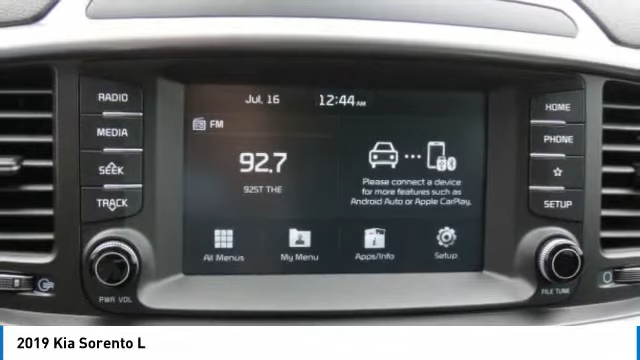 RADIO
MEDIA
SEEK
TRACK
PWR VOL
Jul. 16 12:44 AM
FM
92.7
92ST THE
Please connect a device
for more features such as
Android Auto or Apple CarPlay.
All Menus My Menu Apps/Info Setup
HOME
PHONE
SETUP
FILE TUNE
2019 Kia Sorento L